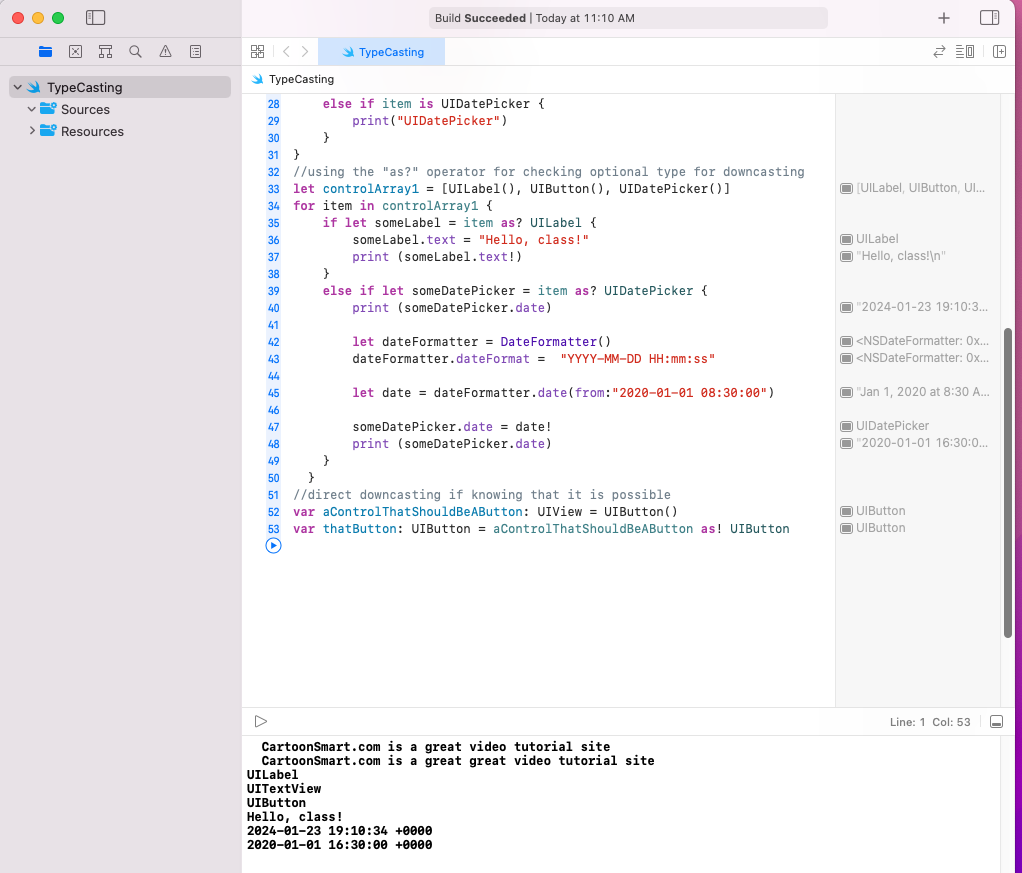 Build Succeeded | Today at 11:10 AM
TypeCasting
TypeCasting
TypeCasting
Sources
Resources
28 else if item is UIDatePicker {
29 print("UIDatePicker")
30 }
31 }
32 //using the "as?" operator for checking optional type for downcasting
33 let controlArray1 = [UILabel(), UIButton(), UIDatePicker()]
[UILabel, UIButton, UI...
34 for item in controlArray1 {
35 if let someLabel = item as? UILabel {
36 someLabel.text = "Hello, class!"
UILabel
37 print (someLabel.text!)
"Hello, class!\n"
38 }
39 else if let someDatePicker = item as? UIDatePicker {
40 print (someDatePicker.date)
"2024-01-23 19:10:3...
41
42 let dateFormatter = DateFormatter()
<NSDateFormatter: 0x...
43 dateFormatter.dateFormat =  "YYYY-MM-DD HH:mm:ss"
<NSDateFormatter: 0x...
44
45 let date = dateFormatter.date(from:"2020-01-01 08:30:00")
"Jan 1, 2020 at 8:30 A...
46
47 someDatePicker.date = date!
UIDatePicker
48 print (someDatePicker.date)
"2020-01-01 16:30:0...
49 }
50 }
51 //direct downcasting if knowing that it is possible
52 var aControlThatShouldBeAButton: UIView = UIButton()
UIButton
53 var thatButton: UIButton = aControlThatShouldBeAButton as! UIButton
UIButton
Line: 1 Col: 53
CartoonSmart.com is a great video tutorial site
CartoonSmart.com is a great great video tutorial site
UILabel
UITextView
UIButton
Hello, class!
2024-01-23 19:10:34 +0000
2020-01-01 16:30:00 +0000